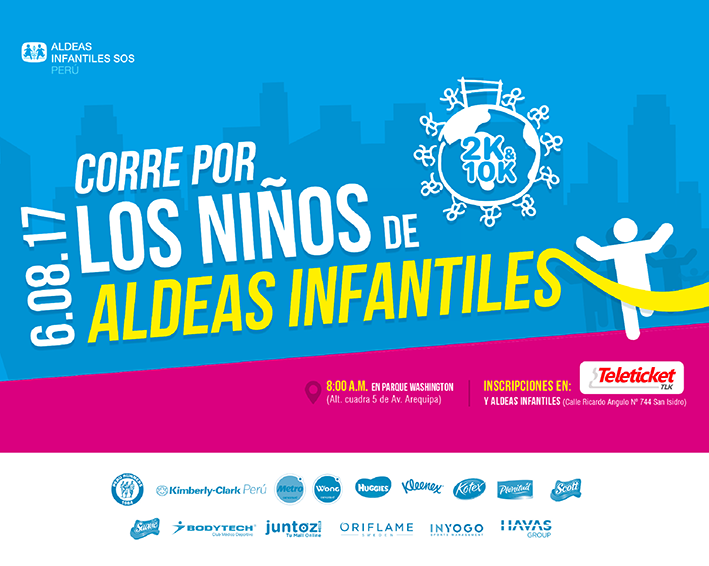 ALDEAS
INFANTILES SOS
PERÚ
2K&
10K
6.08.17
CORRE POR
LOS NIÑOS DE
ALDEAS INFANTILES
8:00 A.M. EN PARQUE WASHINGTON
(Alt. cuadra 5 de Av. Arequipa)
INSCRIPCIONES EN:
Teleticket
TLK
Y ALDEAS INFANTILES (Calle Ricardo Angulo N° 744 San Isidro)
Kimberly-Clark Perú
Metro
Wong
HUGGIES
Kleenex
Kotex
Plenitud
Scott
Suave
BODYTECH
Club Médico Deportivo
juntoz
Tu Mall Online
ORIFLAME
SWEDEN
INYOGO
SPORTS MANAGEMENT
HAVAS
GROUP